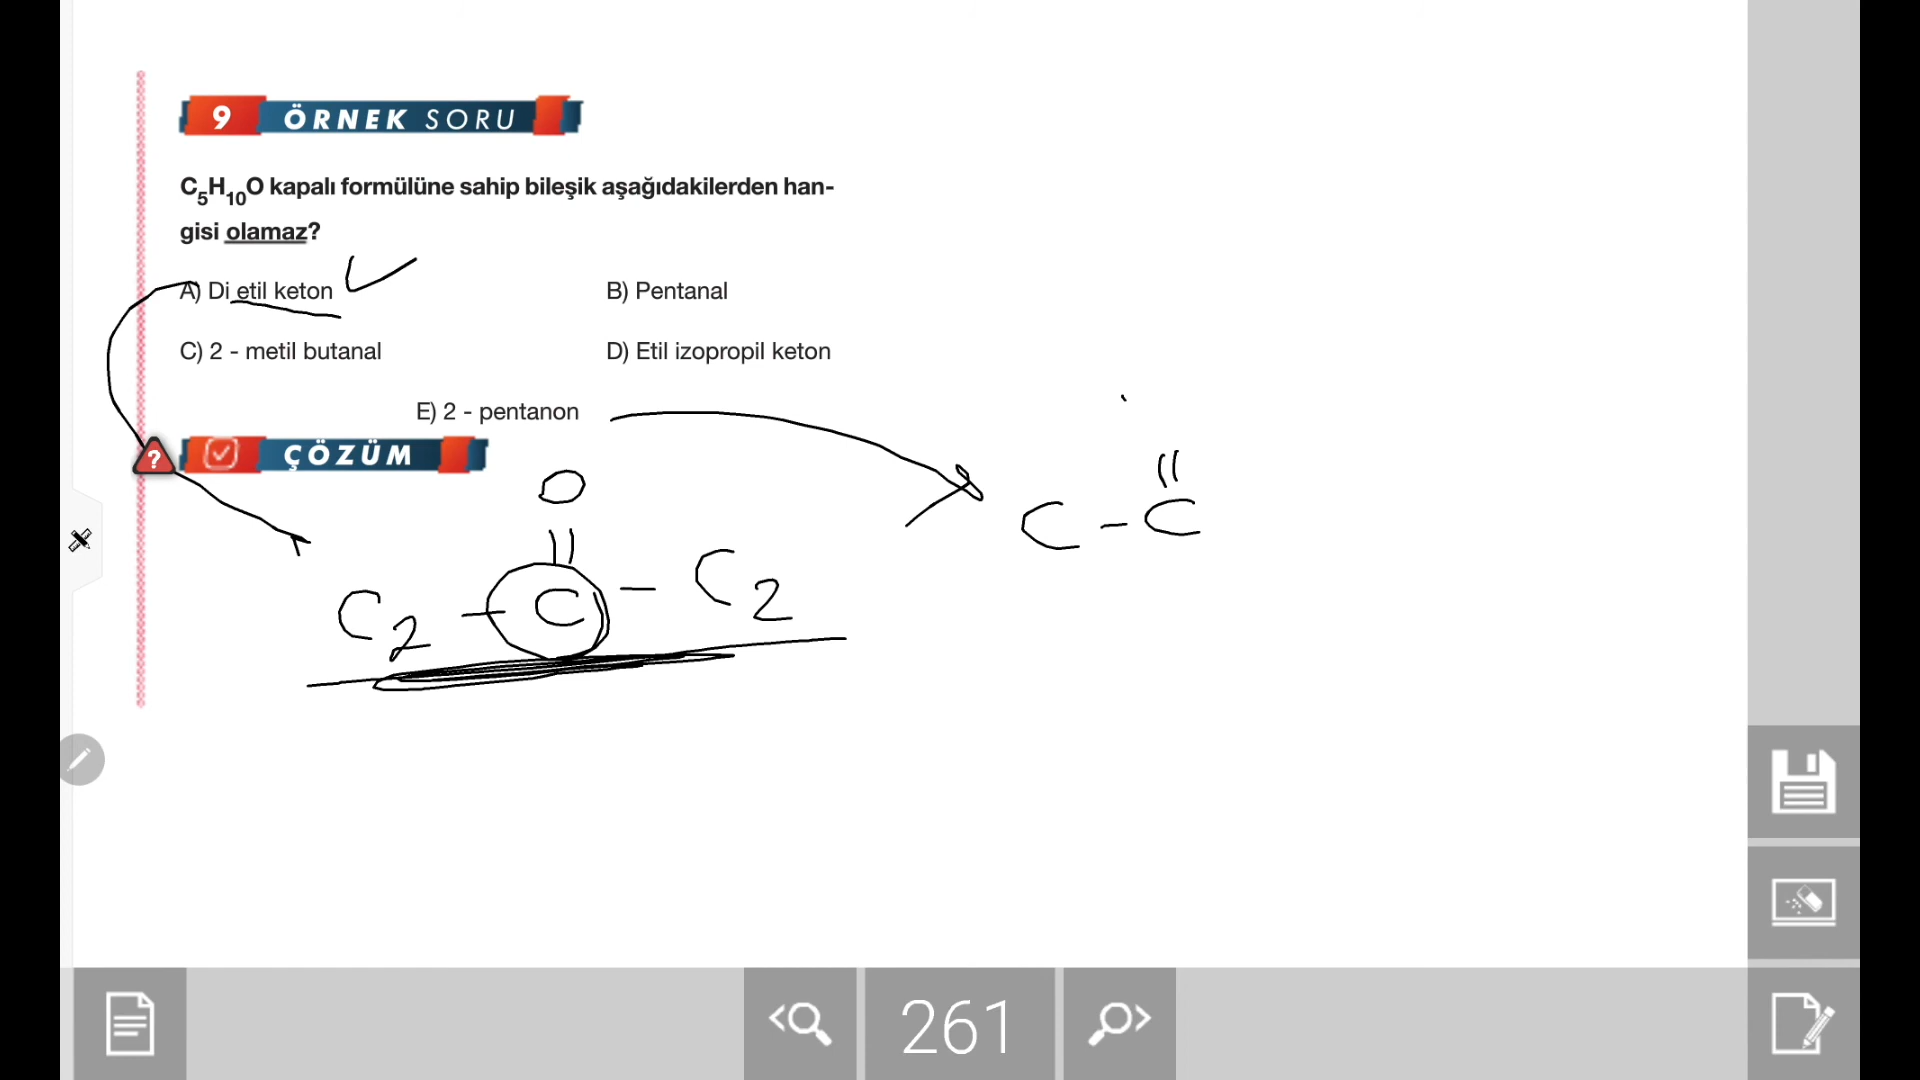 9 ÖRNEK SORU
C5H10O kapalı formülüne sahip bileşik aşağıdakilerden han-
gisi olamaz?
A) Di etil keton
B) Pentanal
C) 2 - metil butanal
D) Etil izopropil keton
E) 2 - pentanon
? ÇÖZÜM
O
C2 - C - C2
C - C
261